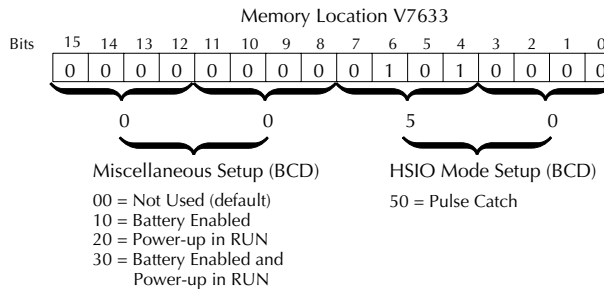 Memory Location V7633
Bits 15 14 13 12 11 10 9 8 7 6 5 4 3 2 1 0
0 0 0 0 0 0 0 0 0 1 0 1 0 0 0 0
0 0 5 0
Miscellaneous Setup (BCD)
00 = Not Used (default)
10 = Battery Enabled
20 = Power-up in RUN
30 = Battery Enabled and
Power-up in RUN
HSIO Mode Setup (BCD)
50 = Pulse Catch